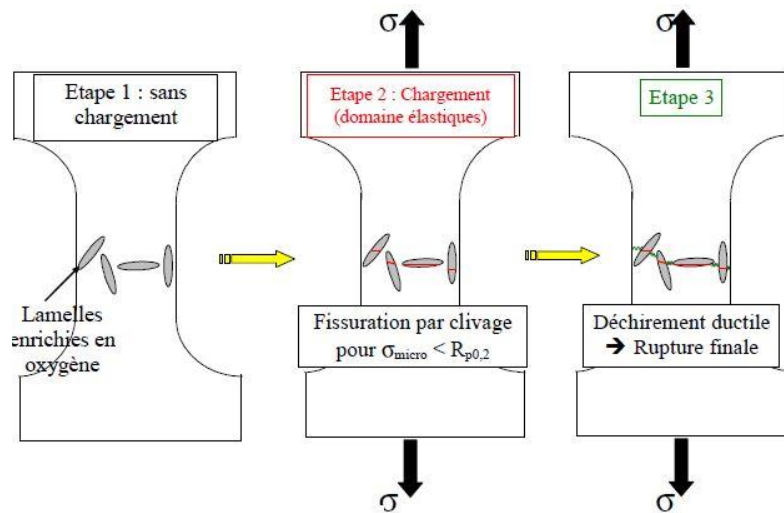 σ
σ
Etape 1 : sans
chargement
Etape 2 : Chargement
(domaine élastiques)
Etape 3
Lamelles
enrichies en
oxygène
Fissuration par clivage
pour σmicro < Rp0,2
Déchirement ductile
➔ Rupture finale
σ
σ